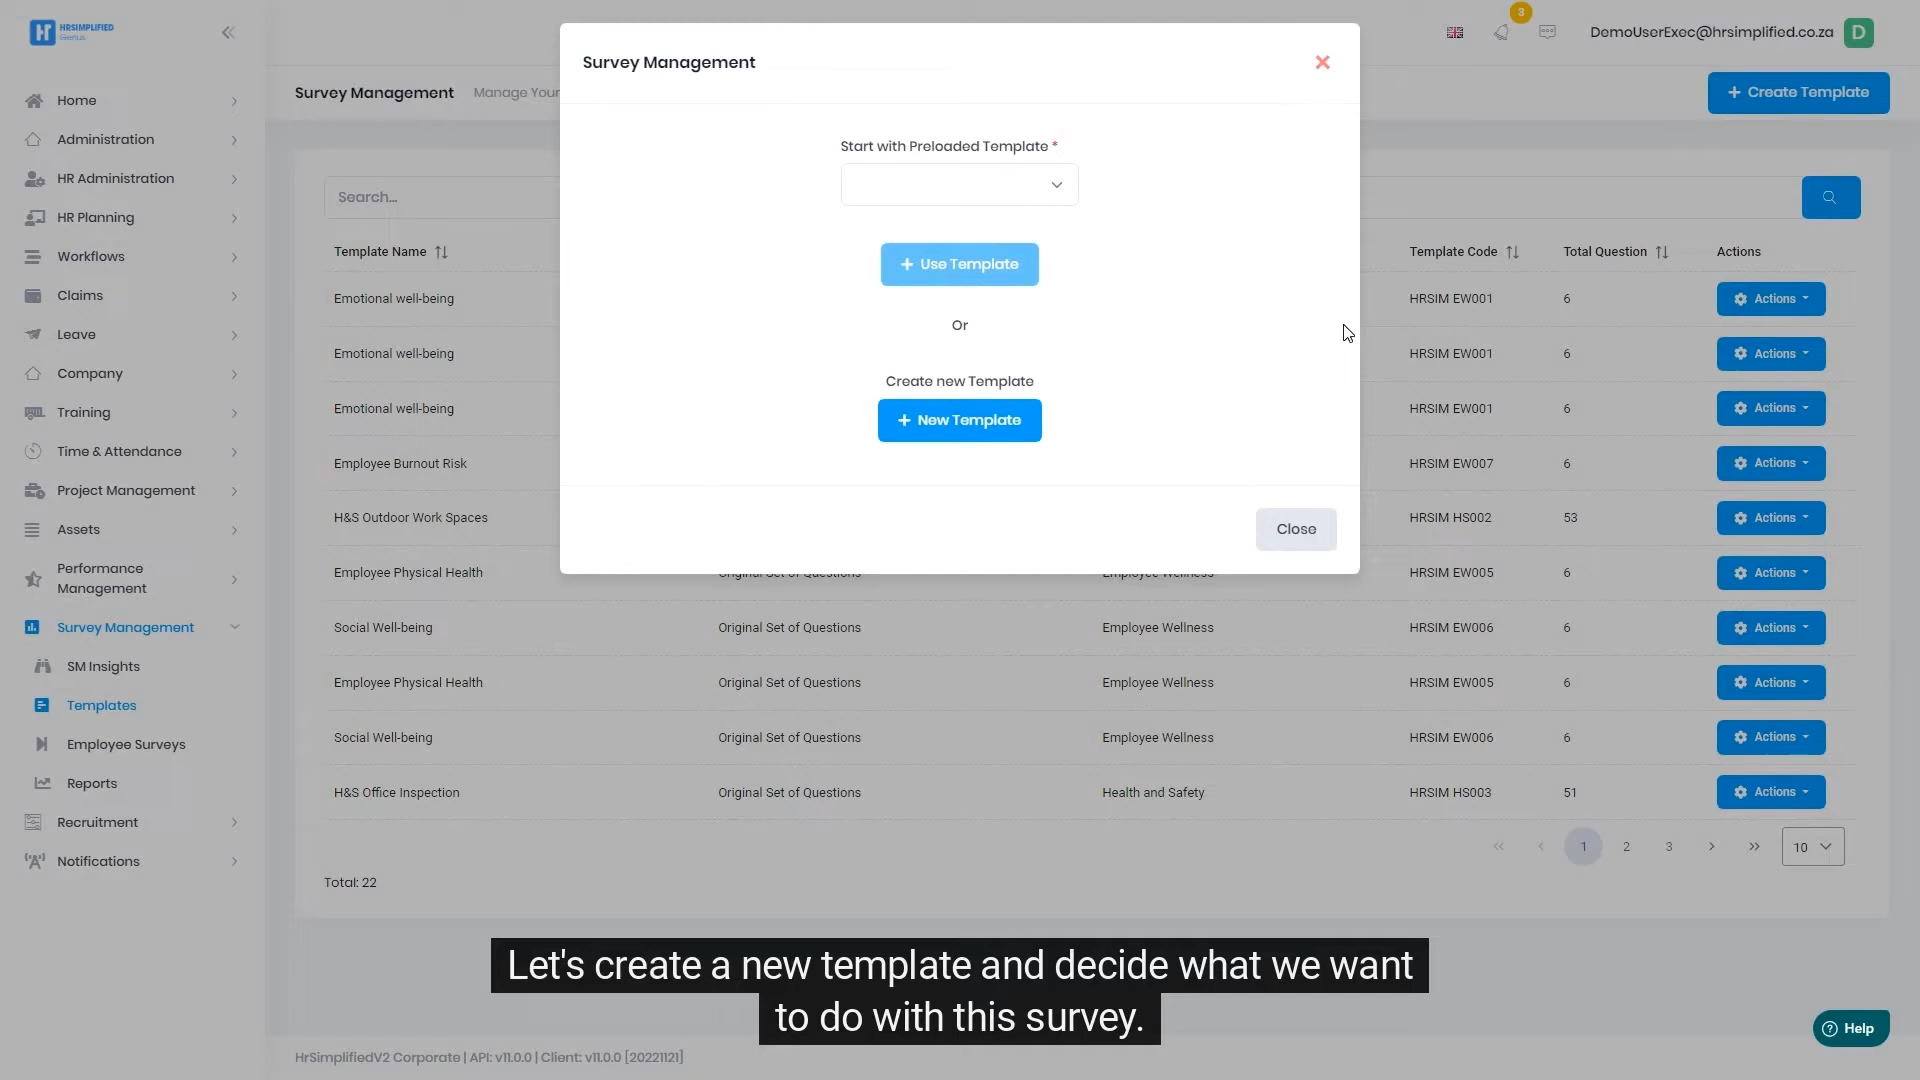 HRSIMPLIFIED
Genius
Home
Administration
HR Administration
HR Planning
Workflows
Claims
Leave
Company
Training
Time & Attendance
Project Management
Assets
Performance
Management
Survey Management
SM Insights
Templates
Employee Surveys
Reports
Recruitment
Notifications
3
DemoUserExec@hrsimplified.co.za
D
Survey Management Manage Your
+ Create Template
Survey Management
Start with Preloaded Template *
+ Use Template
Or
Create new Template
+ New Template
Close
Search...
Template Name Template Code Total Question Actions
Emotional well-being HRSIM EW001 6 Actions
Emotional well-being HRSIM EW001 6 Actions
Emotional well-being HRSIM EW001 6 Actions
Employee Burnout Risk HRSIM EW007 6 Actions
H&S Outdoor Work Spaces HRSIM HS002 53 Actions
Employee Physical Health Original Set of Questions Employee Wellness HRSIM EW005 6 Actions
Social Well-being Original Set of Questions Employee Wellness HRSIM EW006 6 Actions
Employee Physical Health Original Set of Questions Employee Wellness HRSIM EW005 6 Actions
Social Well-being Original Set of Questions Employee Wellness HRSIM EW006 6 Actions
H&S Office Inspection Original Set of Questions Health and Safety HRSIM HS003 51 Actions
1 2 3 10
Total: 22
Let's create a new template and decide what we want
to do with this survey.
Help
HrSimplifiedV2 Corporate | API: v11.0.0 | Client: v11.0.0 [20221121]